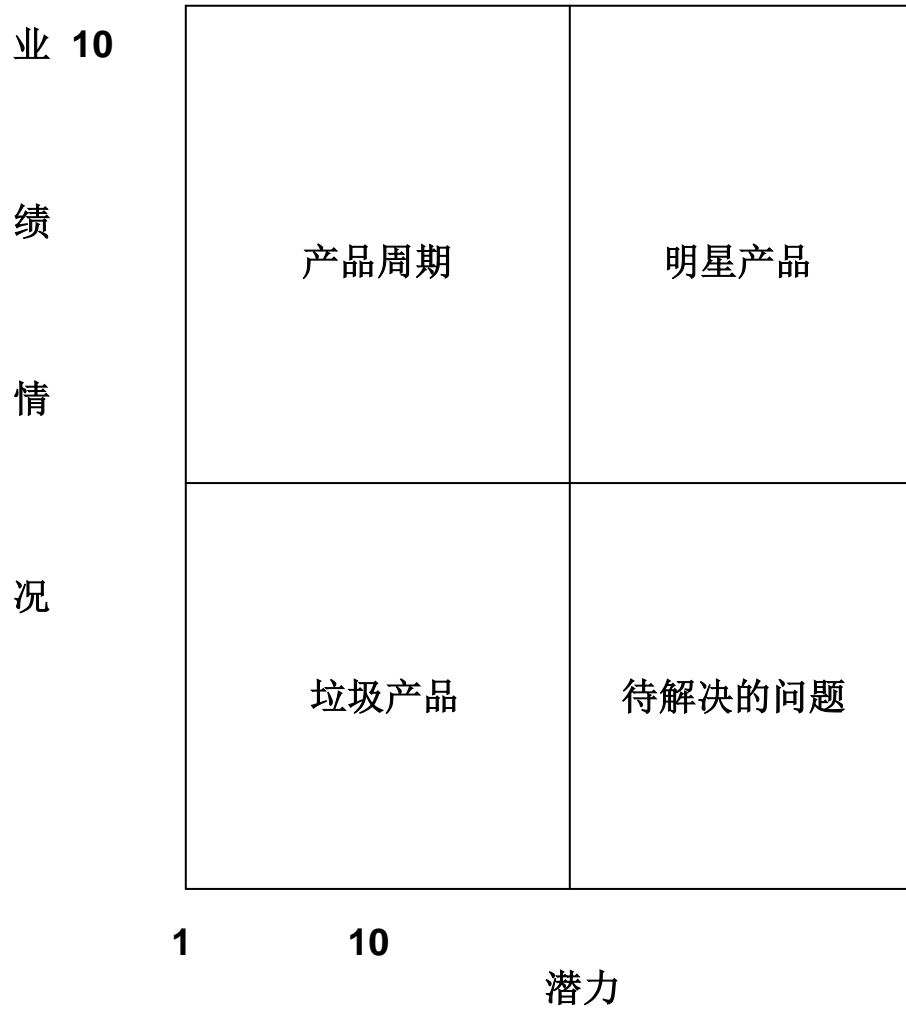 业 10
绩
产品周期 明星产品
情
况
垃圾产品 待解决的问题
1 10
潜力